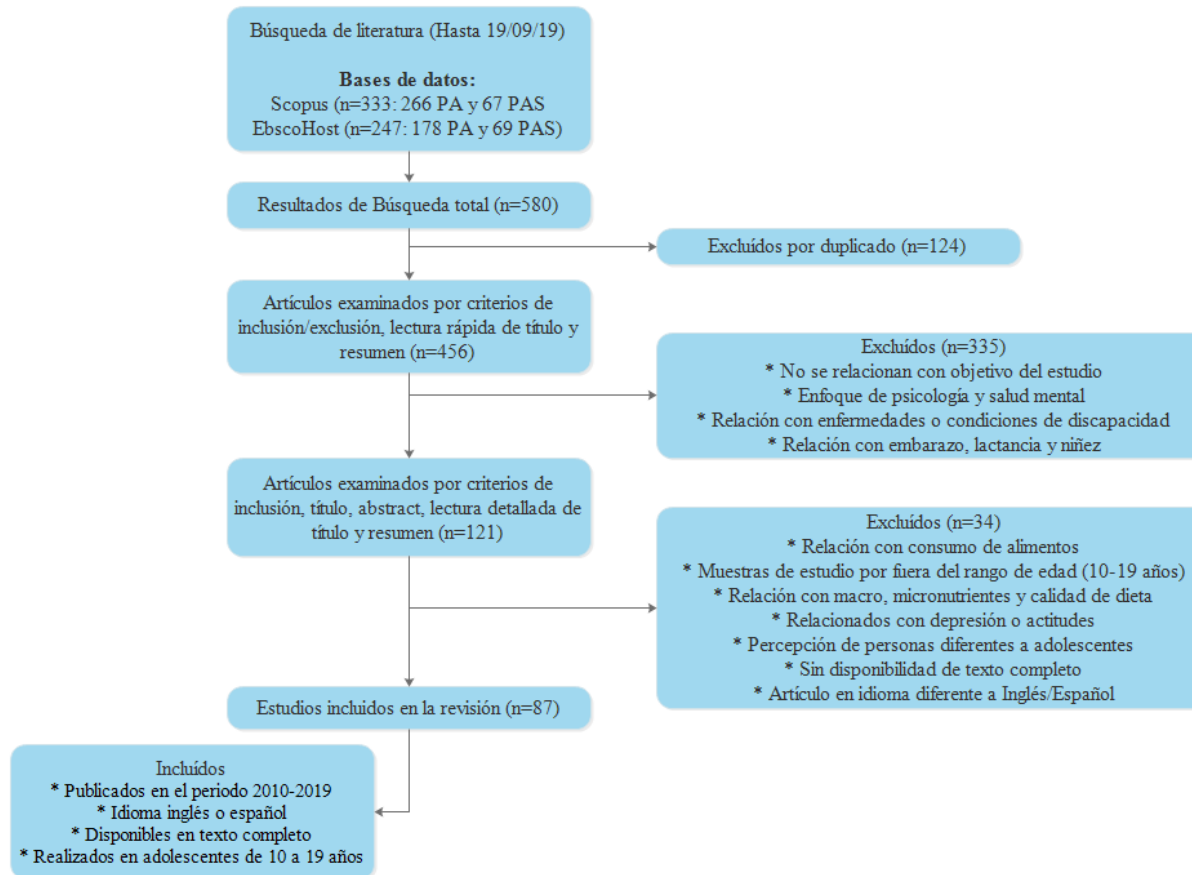 Búsqueda de literatura (Hasta 19/09/19)
Bases de datos:
Scopus (n=333: 266 PA y 67 PAS
EbscoHost (n=247: 178 PA y 69 PAS)
Resultados de Búsqueda total (n=580)
Excluídos por duplicado (n=124)
Artículos examinados por criterios de
inclusión/exclusión, lectura rápida de título y
resumen (n=456)
Excluídos (n=335)
* No se relacionan con objetivo del estudio
* Enfoque de psicología y salud mental
* Relación con enfermedades o condiciones de discapacidad
* Relación con embarazo, lactancia y niñez
Artículos examinados por criterios de
inclusión, título, abstract, lectura detallada de
título y resumen (n=121)
Excluídos (n=34)
* Relación con consumo de alimentos
* Muestras de estudio por fuera del rango de edad (10-19 años)
* Relación con macro, micronutrientes y calidad de dieta
* Relacionados con depresión o actitudes
* Percepción de personas diferentes a adolescentes
* Sin disponibilidad de texto completo
* Artículo en idioma diferente a Inglés/Español
Estudios incluidos en la revisión (n=87)
Incluídos
* Publicados en el periodo 2010-2019
* Idioma inglés o español
* Disponibles en texto completo
* Realizados en adolescentes de 10 a 19 años